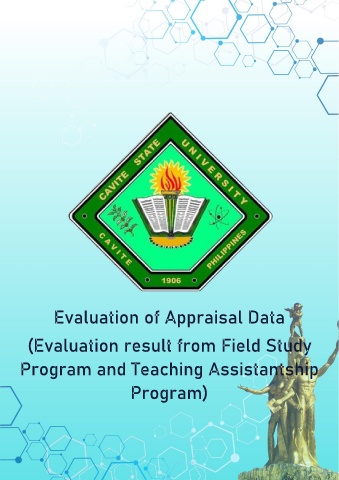 CAVITE STATE UNIVERSITY
CAVITE
PHILIPPINES
1906
Evaluation of Appraisal Data
(Evaluation result from Field Study
Program and Teaching Assistantship
Program)